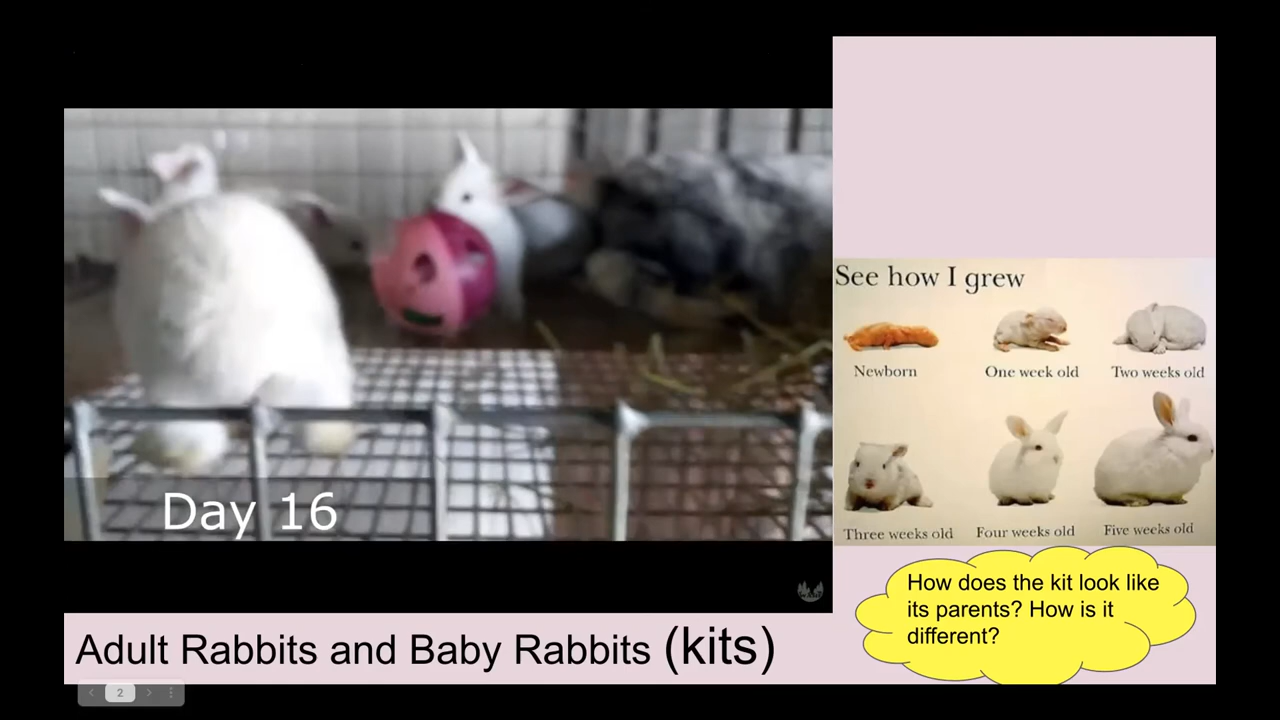 Day 16
See how I grew
Newborn One week old Two weeks old
Three weeks old Four weeks old Five weeks old
How does the kit look like
its parents? How is it
different?
Adult Rabbits and Baby Rabbits (kits)
2